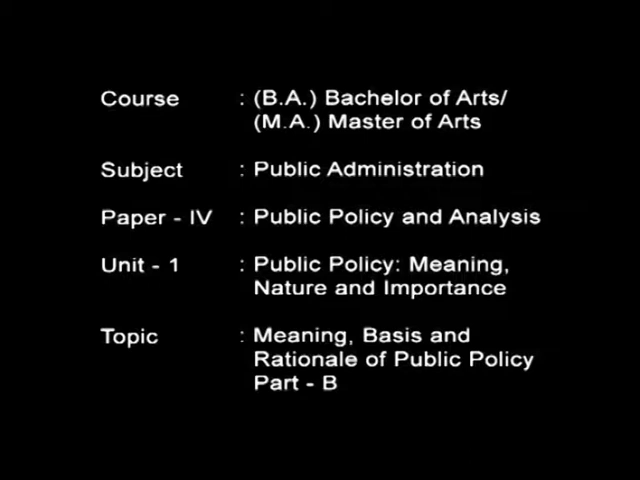 Course : (B.A.) Bachelor of Arts/
(M.A.) Master of Arts
Subject : Public Administration
Paper - IV : Public Policy and Analysis
Unit - 1 : Public Policy: Meaning,
Nature and Importance
Topic : Meaning, Basis and
Rationale of Public Policy
Part - B